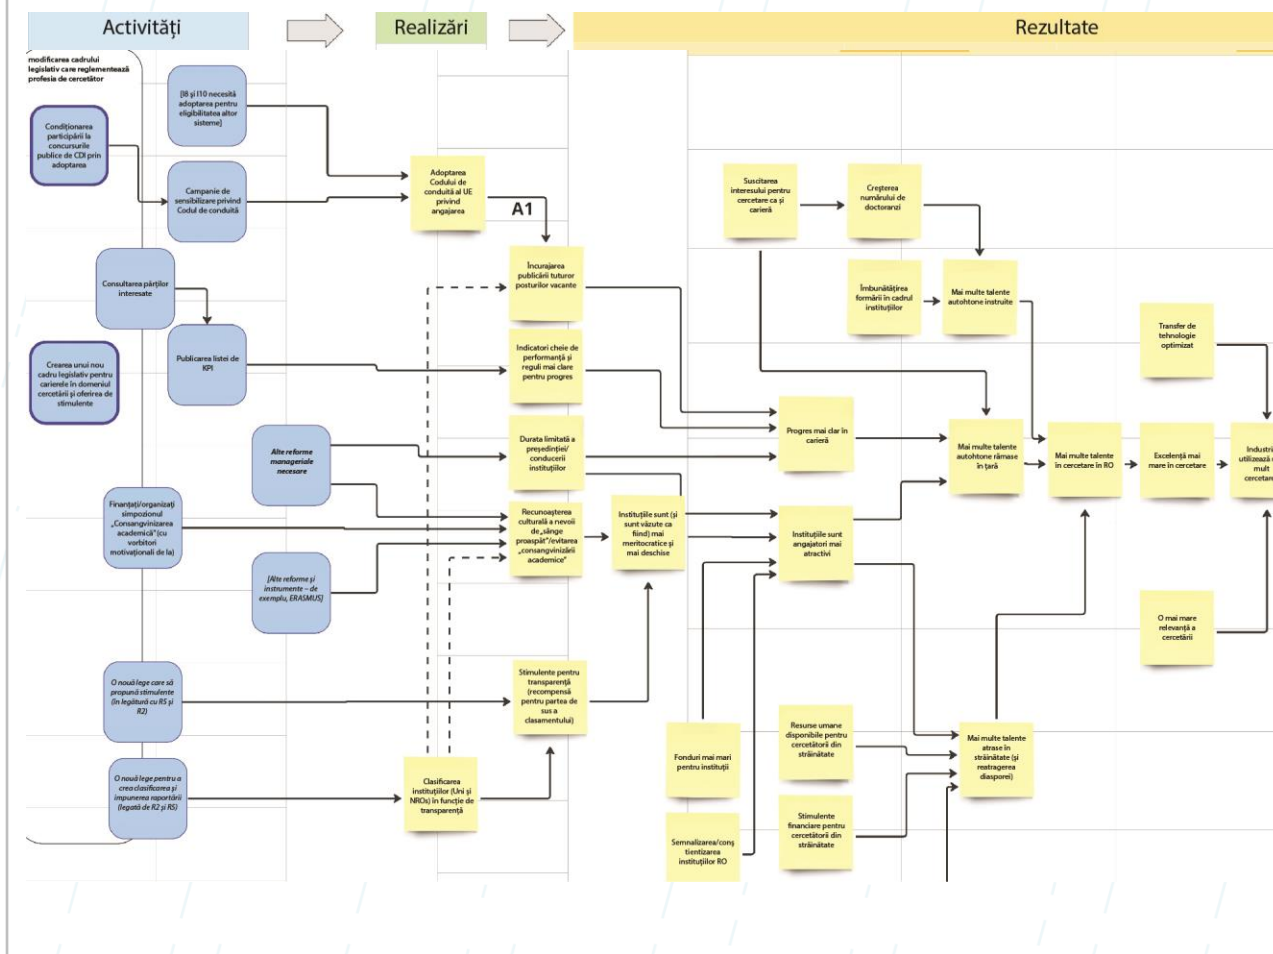 Activități
Realizări
Rezultate
modificarea cadrului
legislativ care reglementează
profesia de cercetător
[I8 și I10 necesită
adoptarea pentru
eligibilitatea altor
sisteme]
Condiționarea
participării la
concursurile
publice de CDI prin
adoptarea
Campanie de
sensibilizare privind
Codul de conduită
Adoptarea
Codului de
conduită al UE
privind
angajarea
A1
Suscitarea
interesului pentru
cercetare ca și
carieră
Creșterea
numărului de
doctoranzi
Consultarea părților
interesate
Încurajarea
publicării tuturor
posturilor vacante
Îmbunătățirea
formării în cadrul
instituțiilor
Mai multe talente
autohtone instruite
Transfer de
tehnologie
optimizat
Crearea unui nou
cadru legislativ pentru
carierele în domeniul
cercetării și oferirea de
stimulente
Publicarea listei de
KPI
Indicatori cheie de
performanță și
reguli mai clare
pentru progres
Alte reforme
manageriale
necesare
Durata limitată a
președinției/
conducerii
instituțiilor
Progres mai clar în
carieră
Mai multe talente
autohtone rămase
în țară
Mai multe talente
în cercetare în RO
Excelență mai
mare în cercetare
Industri
utilizează
mult
cercetare
Finanțați/organizați
simpozionul
„Consangvinizarea
academică” (cu
vorbitori
motivaționali de la)
Recunoașterea
culturală a nevoii
de „sânge
proaspăt”/evitarea
„consangvinizării
academice”
Instituțiile sunt (și
sunt văzute ca
fiind) mai
meritocratice și
mai deschise
Instituțiile sunt
angajatori mai
atractivi
[Alte reforme și
instrumente – de
exemplu, ERASMUS]
O mai mare
relevanță a
cercetării
O nouă lege care să
propună stimulente
(în legătură cu R5 și
R2)
Stimulente pentru
transparență
(recompensă
pentru partea de
sus a
clasamentului)
O nouă lege pentru a
crea clasificarea și
impunerea raportării
(legată de R2 și R5)
Clasificarea
instituțiilor (Uni și
NROs) în funcție de
transparență
Fonduri mai mari
pentru instituții
Resurse umane
disponibile pentru
cercetătorii din
străinătate
Mai multe talente
atrase în
străinătate (și
reatragerea
diasporei)
Semnalizarea/conș
tientizarea
instituțiilor RO
Stimulente
financiare pentru
cercetătorii din
străinătate